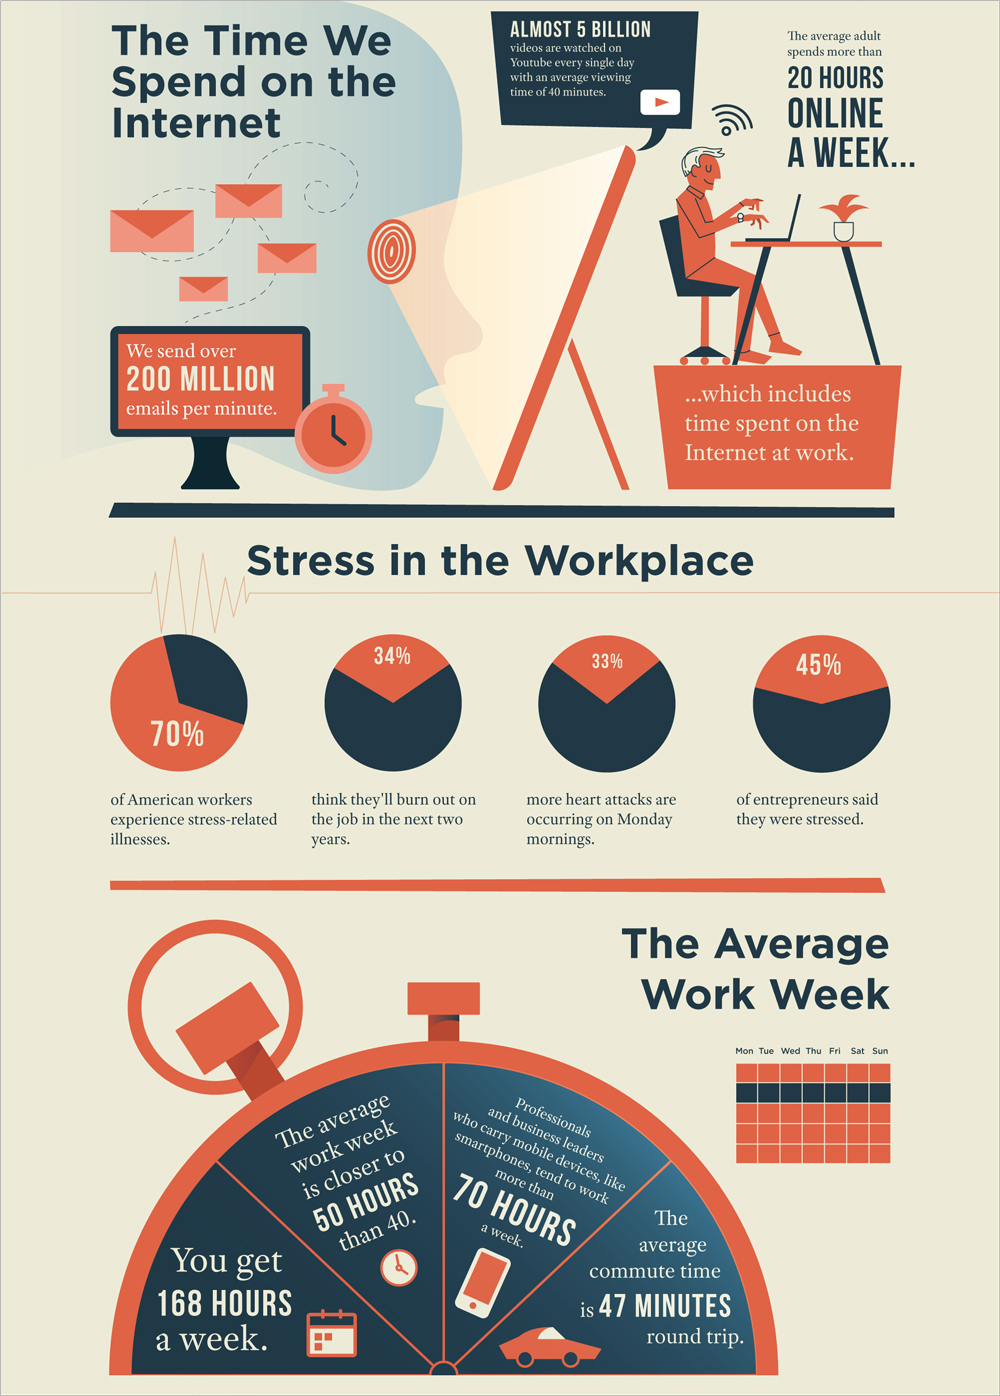 The Time We
Spend on the
Internet
ALMOST 5 BILLION
videos are watched on
Youtube every single day
with an average viewing
time of 40 minutes.
The average adult
spends more than
20 HOURS
ONLINE
A WEEK...
We send over
200 MILLION
emails per minute.
...which includes
time spent on the
Internet at work.
Stress in the Workplace
70%
of American workers
experience stress-related
illnesses.
34%
think they'll burn out on
the job in the next two
years.
33%
more heart attacks are
occurring on Monday
mornings.
45%
of entrepreneurs said
they were stressed.
The Average
Work Week
Mon Tue Wed Thu Fri Sat Sun
You get
168 HOURS
a week.
The average
work week
is closer to
50 HOURS
than 40.
Professionals
and business leaders
who carry mobile devices, like
smartphones, tend to work
more than
70 HOURS
a week.
The
average
commute time
is 47 MINUTES
round trip.